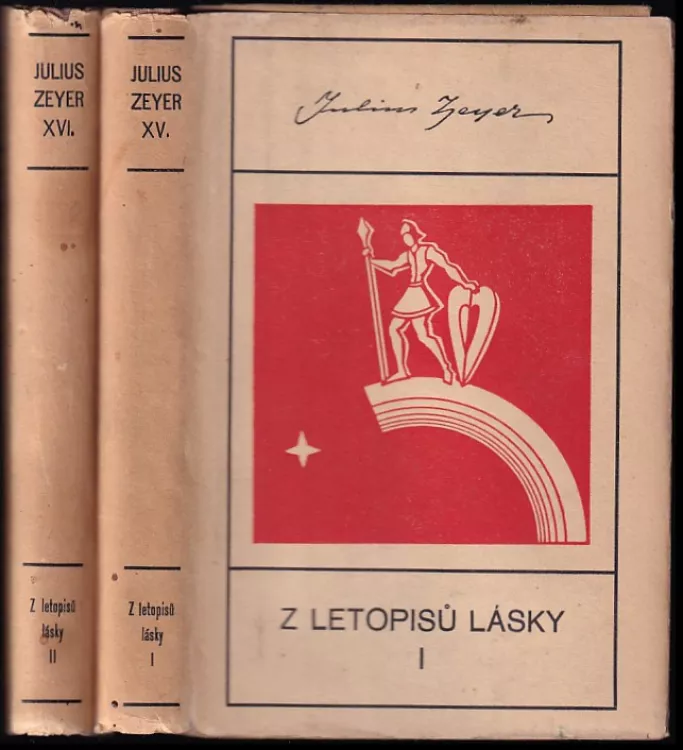 JULIUS
ZEYER
XVI.
Z letopisů
lásky
II
JULIUS
ZEYER
XV.
Z letopisů
lásky
I
Julius Zeyer
Z LETOPISŮ LÁSKY
I